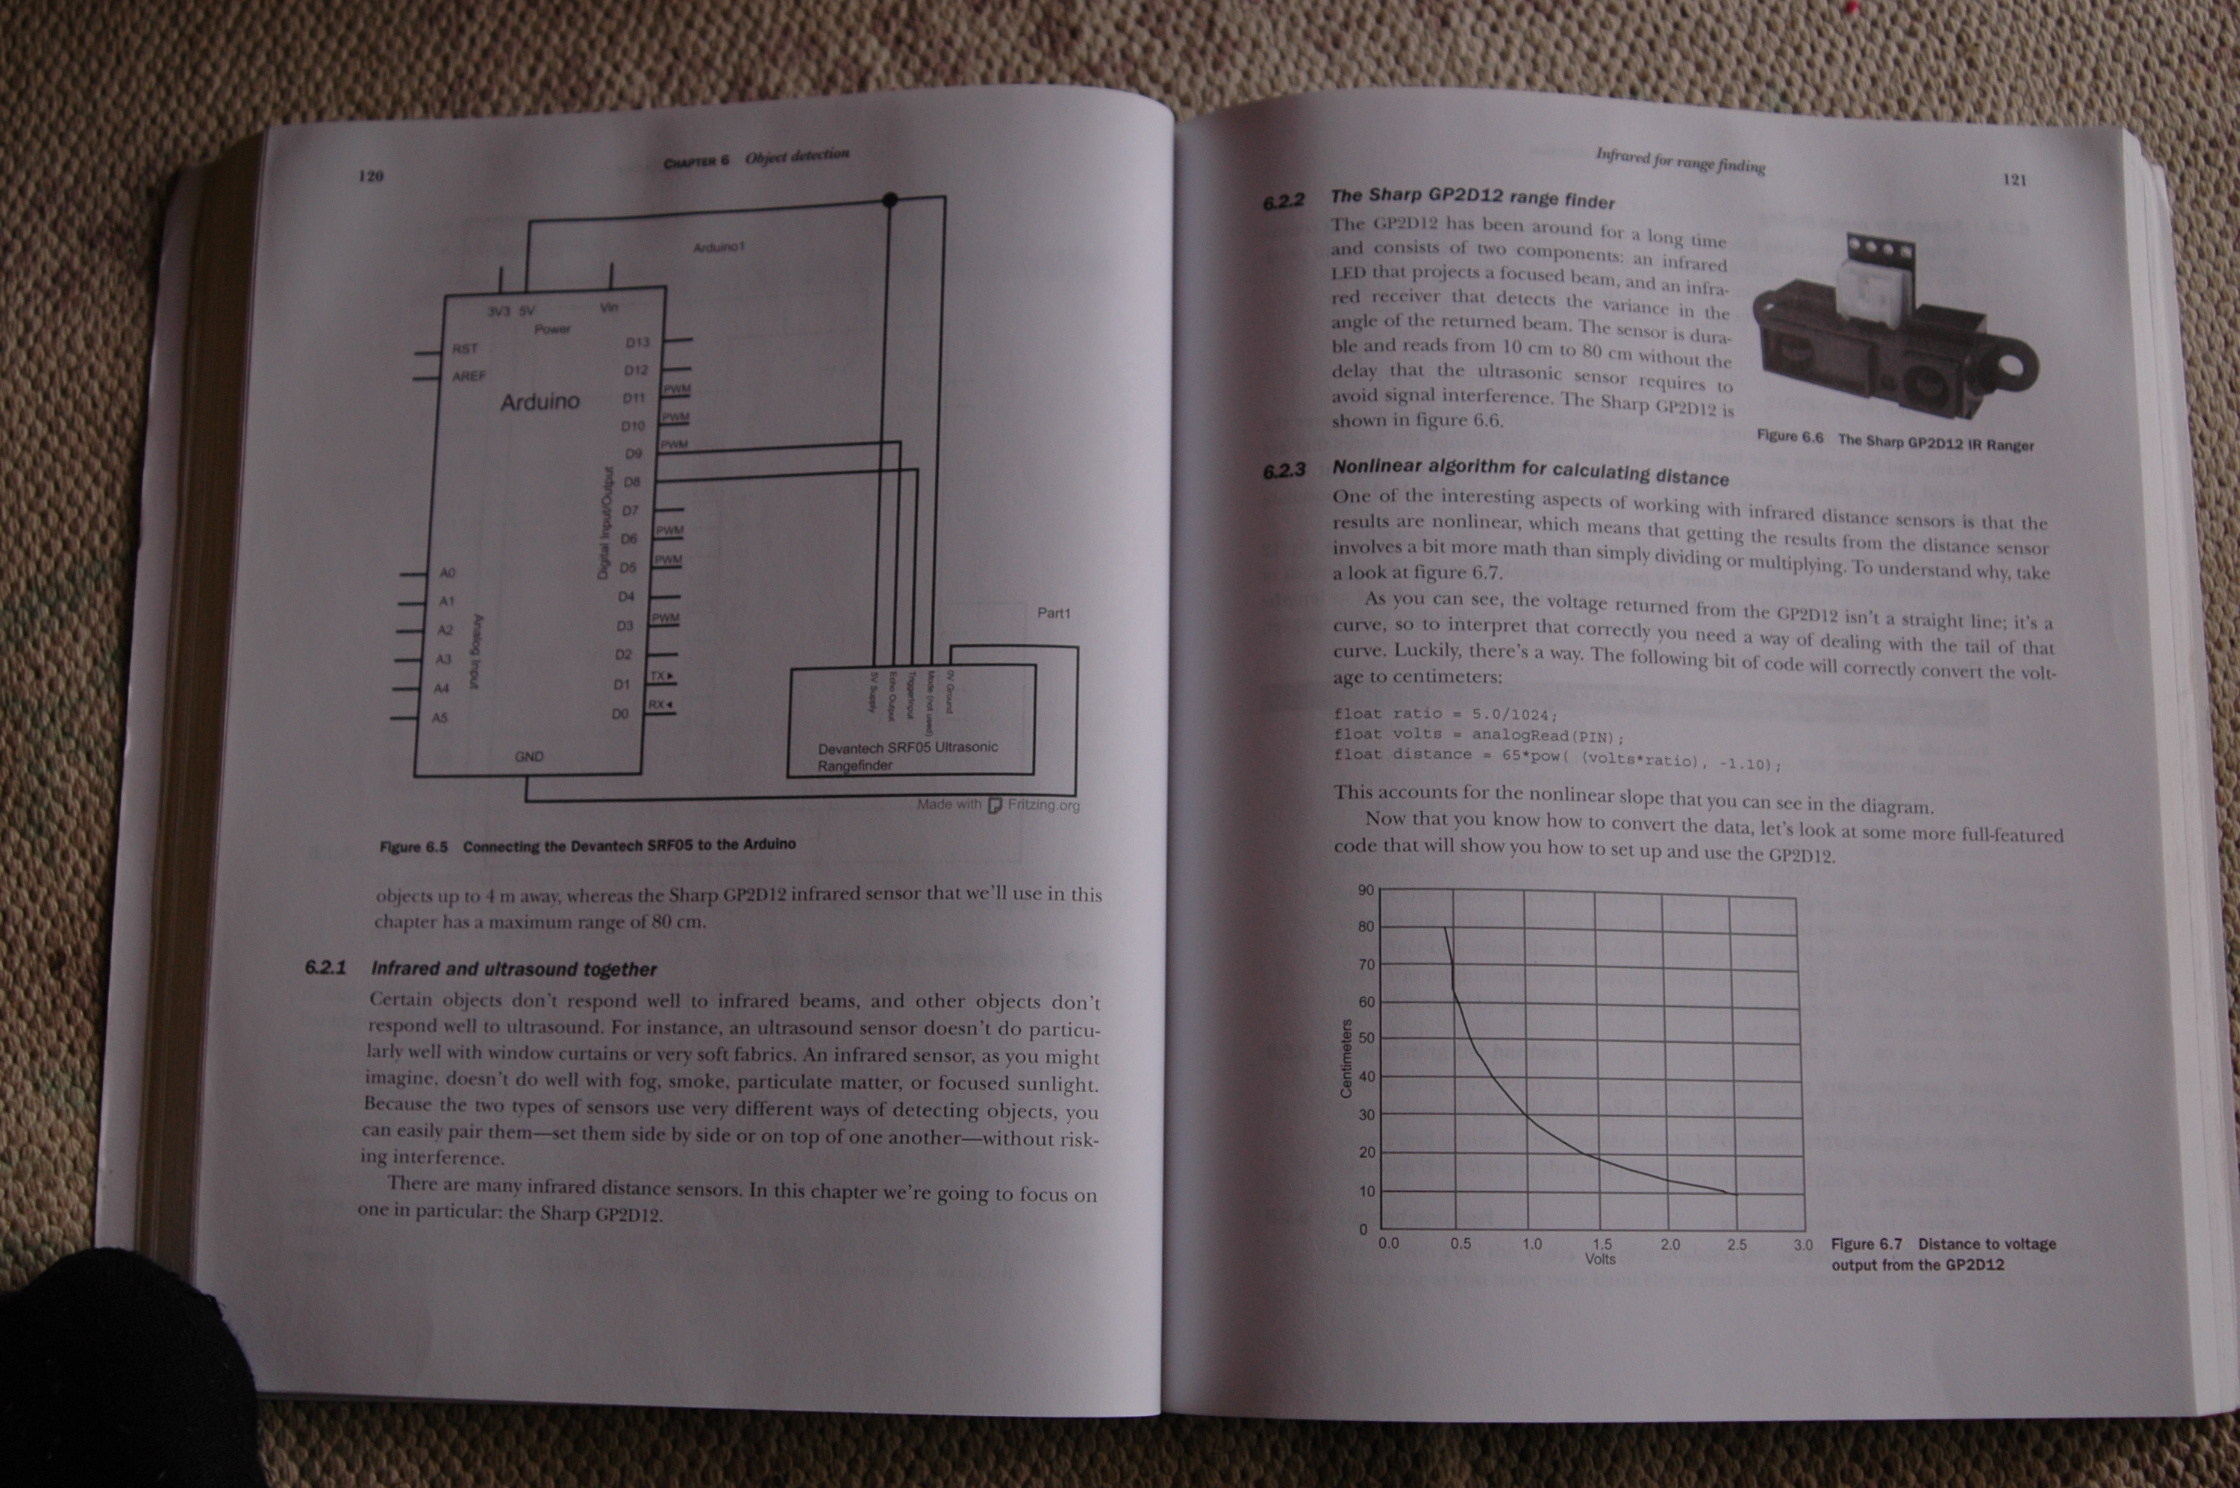 120
CHAPTER 6 Object detection
Arduino1
3V3 5V
Vin
Power
RST
AREF
Arduino
D13
D12
D11 PWM
D10 PWM
D9 PWM
D8
D7
D6 PWM
D5 PWM
D4
D3 PWM
D2
D1 TX
D0 RX
Digital Input/Output
Analog Input
A0
A1
A2
A3
A4
A5
GND
Part1
0V Ground
Mode (not used)
TriggerInput
Echo Output
5V Supply
Devantech SRF05 Ultrasonic
Rangefinder
Made with Fritzing.org
Figure 6.5 Connecting the Devantech SRF05 to the Arduino
objects up to 4 m away, whereas the Sharp GP2D12 infrared sensor that we'll use in this
chapter has a maximum range of 80 cm.
6.2.1 Infrared and ultrasound together
Certain objects don't respond well to infrared beams, and other objects don't
respond well to ultrasound. For instance, an ultrasound sensor doesn't do particu-
larly well with window curtains or very soft fabrics. An infrared sensor, as you might
imagine, doesn't do well with fog, smoke, particulate matter, or focused sunlight.
Because the two types of sensors use very different ways of detecting objects, you
can easily pair them—set them side by side or on top of one another—without risk-
ing interference.
There are many infrared distance sensors. In this chapter we're going to focus on
one in particular: the Sharp GP2D12.
Infrared for range finding
121
6.2.2 The Sharp GP2D12 range finder
The GP2D12 has been around for a long time
and consists of two components: an infrared
LED that projects a focused beam, and an infra-
red receiver that detects the variance in the
angle of the returned beam. The sensor is dura-
ble and reads from 10 cm to 80 cm without the
delay that the ultrasonic sensor requires to
avoid signal interference. The Sharp GP2D12 is
shown in figure 6.6.
Figure 6.6 The Sharp GP2D12 IR Ranger
6.2.3 Nonlinear algorithm for calculating distance
One of the interesting aspects of working with infrared distance sensors is that the
results are nonlinear, which means that getting the results from the distance sensor
involves a bit more math than simply dividing or multiplying. To understand why, take
a look at figure 6.7.
As you can see, the voltage returned from the GP2D12 isn't a straight line; it's a
curve, so to interpret that correctly you need a way of dealing with the tail of that
curve. Luckily, there's a way. The following bit of code will correctly convert the volt-
age to centimeters:
float ratio = 5.0/1024;
float volts = analogRead(PIN);
float distance = 65*pow( (volts*ratio), -1.10);
This accounts for the nonlinear slope that you can see in the diagram.
Now that you know how to convert the data, let's look at some more full-featured
code that will show you how to set up and use the GP2D12.
90
80
70
60
50
40
30
20
10
0
Centimeters
0.0 0.5 1.0 1.5 2.0 2.5 3.0
Volts
Figure 6.7 Distance to voltage
output from the GP2D12